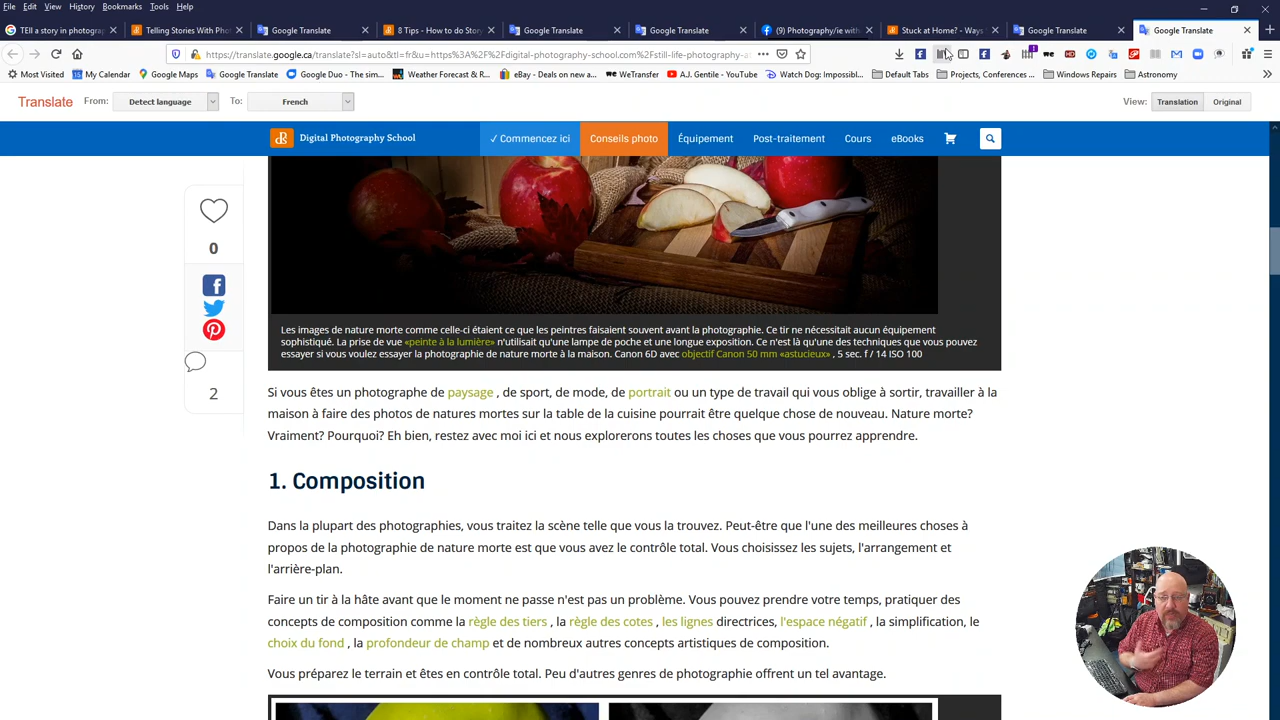 File Edit View History Bookmarks Tools Help
TEll a story in photograp
Telling Stories With Phot
8 Tips - How to do Story
Google Translate
Google Translate
(9) Photography/ie with
Stuck at Home? - Ways
Google Translate
Google Translate
https://translate.google.ca/translate?sl=auto&tl=fr&u=https%3A%2F%2Fdigital-photography-school.com%2Fstill-life-photography-a
Most Visited My Calendar Google Maps Google Translate Google Duo - The sim... Weather Forecast & R... eBay - Deals on new a... WeTransfer A.J. Gentile - YouTube Watch Dog: Impossibl... Default Tabs Projects, Conferences ... Windows Repairs Astronomy
Translate From: Detect language To: French View: Translation Original
dPS Digital Photography School ✓ Commencez ici Conseils photo Équipement Post-traitement Cours eBooks
0
Les images de nature morte comme celle-ci étaient ce que les peintres faisaient souvent avant la photographie. Ce tir ne nécessitait aucun équipement
sophistiqué. La prise de vue «peinte à la lumière» n'utilisait qu'une lampe de poche et une longue exposition. Ce n'est là qu'une des techniques que vous pouvez
essayer si vous voulez essayer la photographie de nature morte à la maison. Canon 6D avec objectif Canon 50 mm «astucieux» , 5 sec. f / 14 ISO 100
2
Si vous êtes un photographe de paysage , de sport, de mode, de portrait ou un type de travail qui vous oblige à sortir, travailler à la
maison à faire des photos de natures mortes sur la table de la cuisine pourrait être quelque chose de nouveau. Nature morte?
Vraiment? Pourquoi? Eh bien, restez avec moi ici et nous explorerons toutes les choses que vous pourrez apprendre.
1. Composition
Dans la plupart des photographies, vous traitez la scène telle que vous la trouvez. Peut-être que l'une des meilleures choses à
propos de la photographie de nature morte est que vous avez le contrôle total. Vous choisissez les sujets, l'arrangement et
l'arrière-plan.
Faire un tir à la hâte avant que le moment ne passe n'est pas un problème. Vous pouvez prendre votre temps, pratiquer des
concepts de composition comme la règle des tiers , la règle des cotes , les lignes directrices, l'espace négatif , la simplification, le
choix du fond , la profondeur de champ et de nombreux autres concepts artistiques de composition.
Vous préparez le terrain et êtes en contrôle total. Peu d'autres genres de photographie offrent un tel avantage.